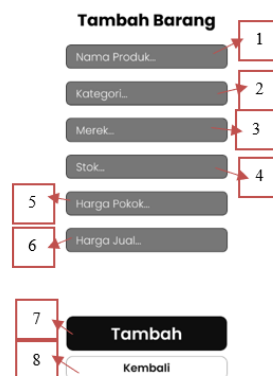 Tambah Barang
1
Nama Produk...
2
Kategori...
3
Merek...
4
Stok...
5
Harga Pokok...
6
Harga Jual...
7
Tambah
8
Kembali